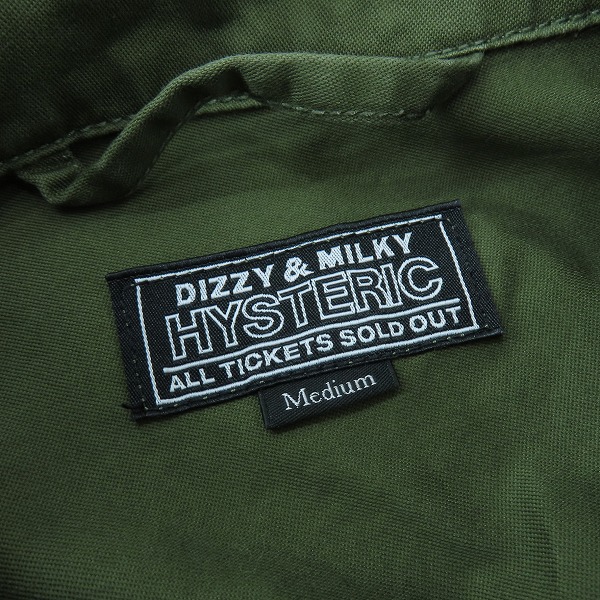 DIZZY & MILKY
HYSTERIC
ALL TICKETS SOLD OUT
Medium